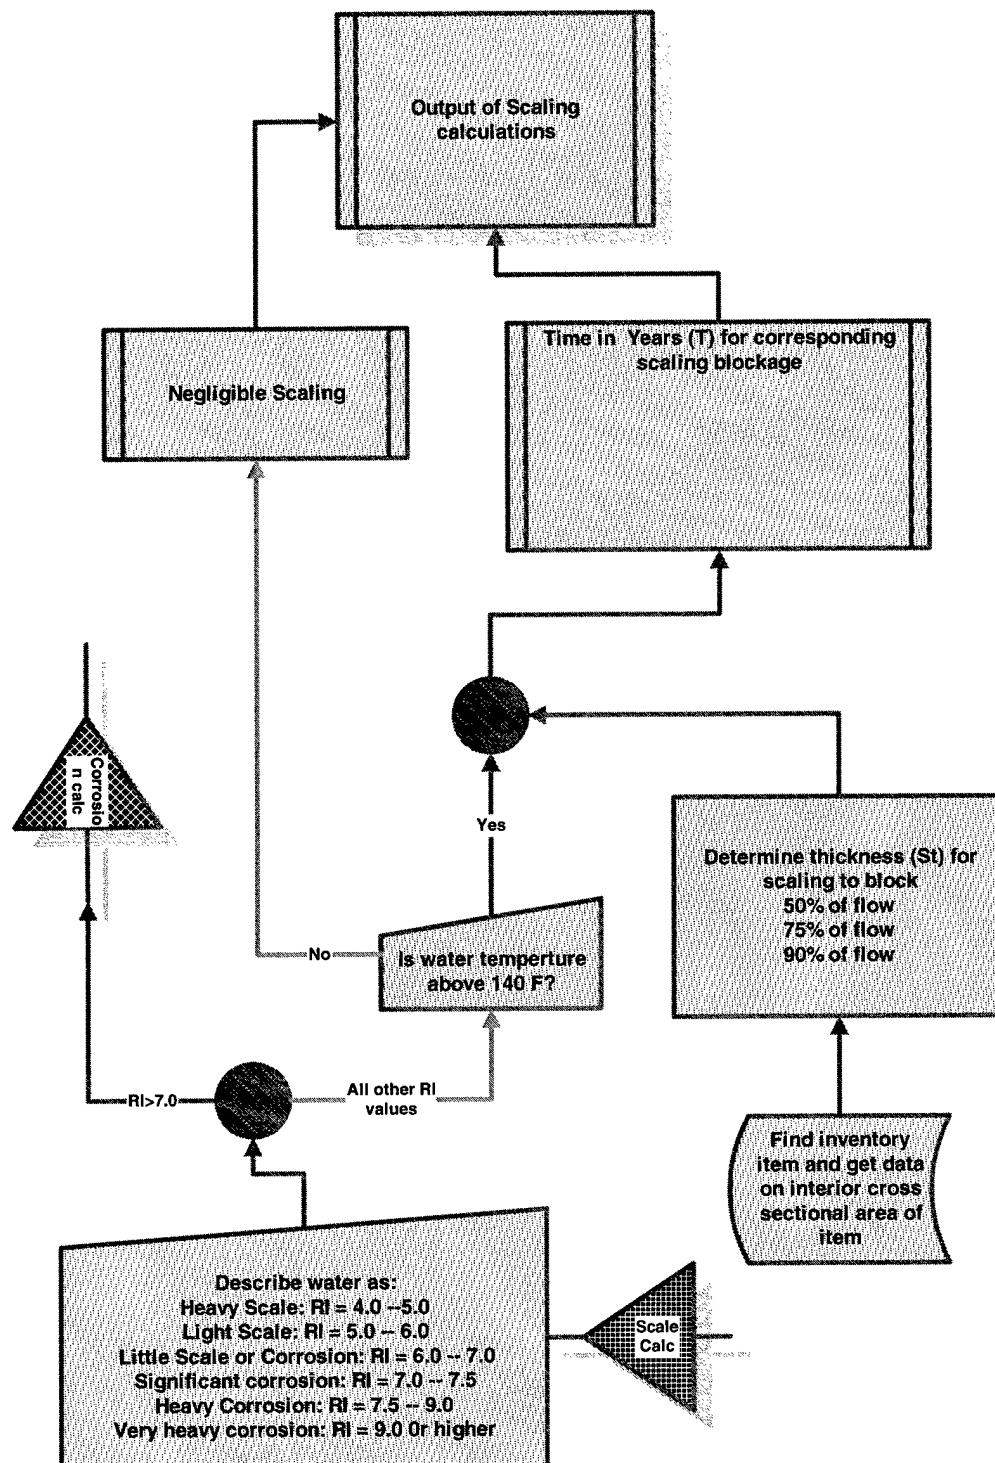 Output of Scaling
calculations
Negligible Scaling
Time in Years (T) for corresponding
scaling blockage
Corrosio
n calc
Yes
Determine thickness (St) for
scaling to block
50% of flow
75% of flow
90% of flow
No
Is water temperture
above 140 F?
RI>7.0
All other RI
values
Find inventory
item and get data
on interior cross
sectional area of
item
Describe water as:
Heavy Scale: RI = 4.0 –5.0
Light Scale: RI = 5.0 – 6.0
Little Scale or Corrosion: RI = 6.0 – 7.0
Significant corrosion: RI = 7.0 – 7.5
Heavy Corrosion: RI = 7.5 – 9.0
Very heavy corrosion: RI = 9.0 0r higher
Scale
Calc